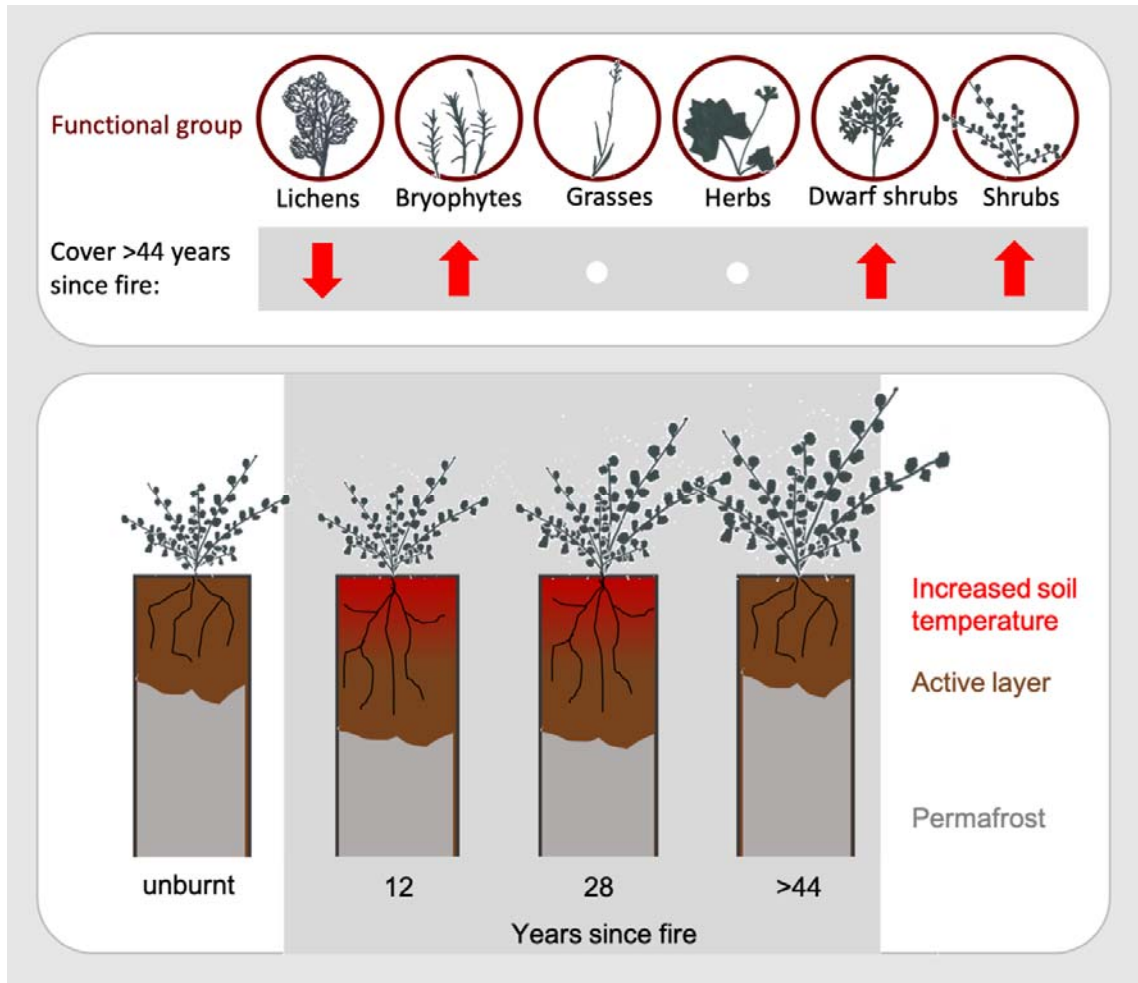 Functional group
Lichens
Bryophytes
Grasses
Herbs
Dwarf shrubs
Shrubs
Cover >44 years
since fire:
Increased soil
temperature
Active layer
Permafrost
unburnt
12
28
>44
Years since fire